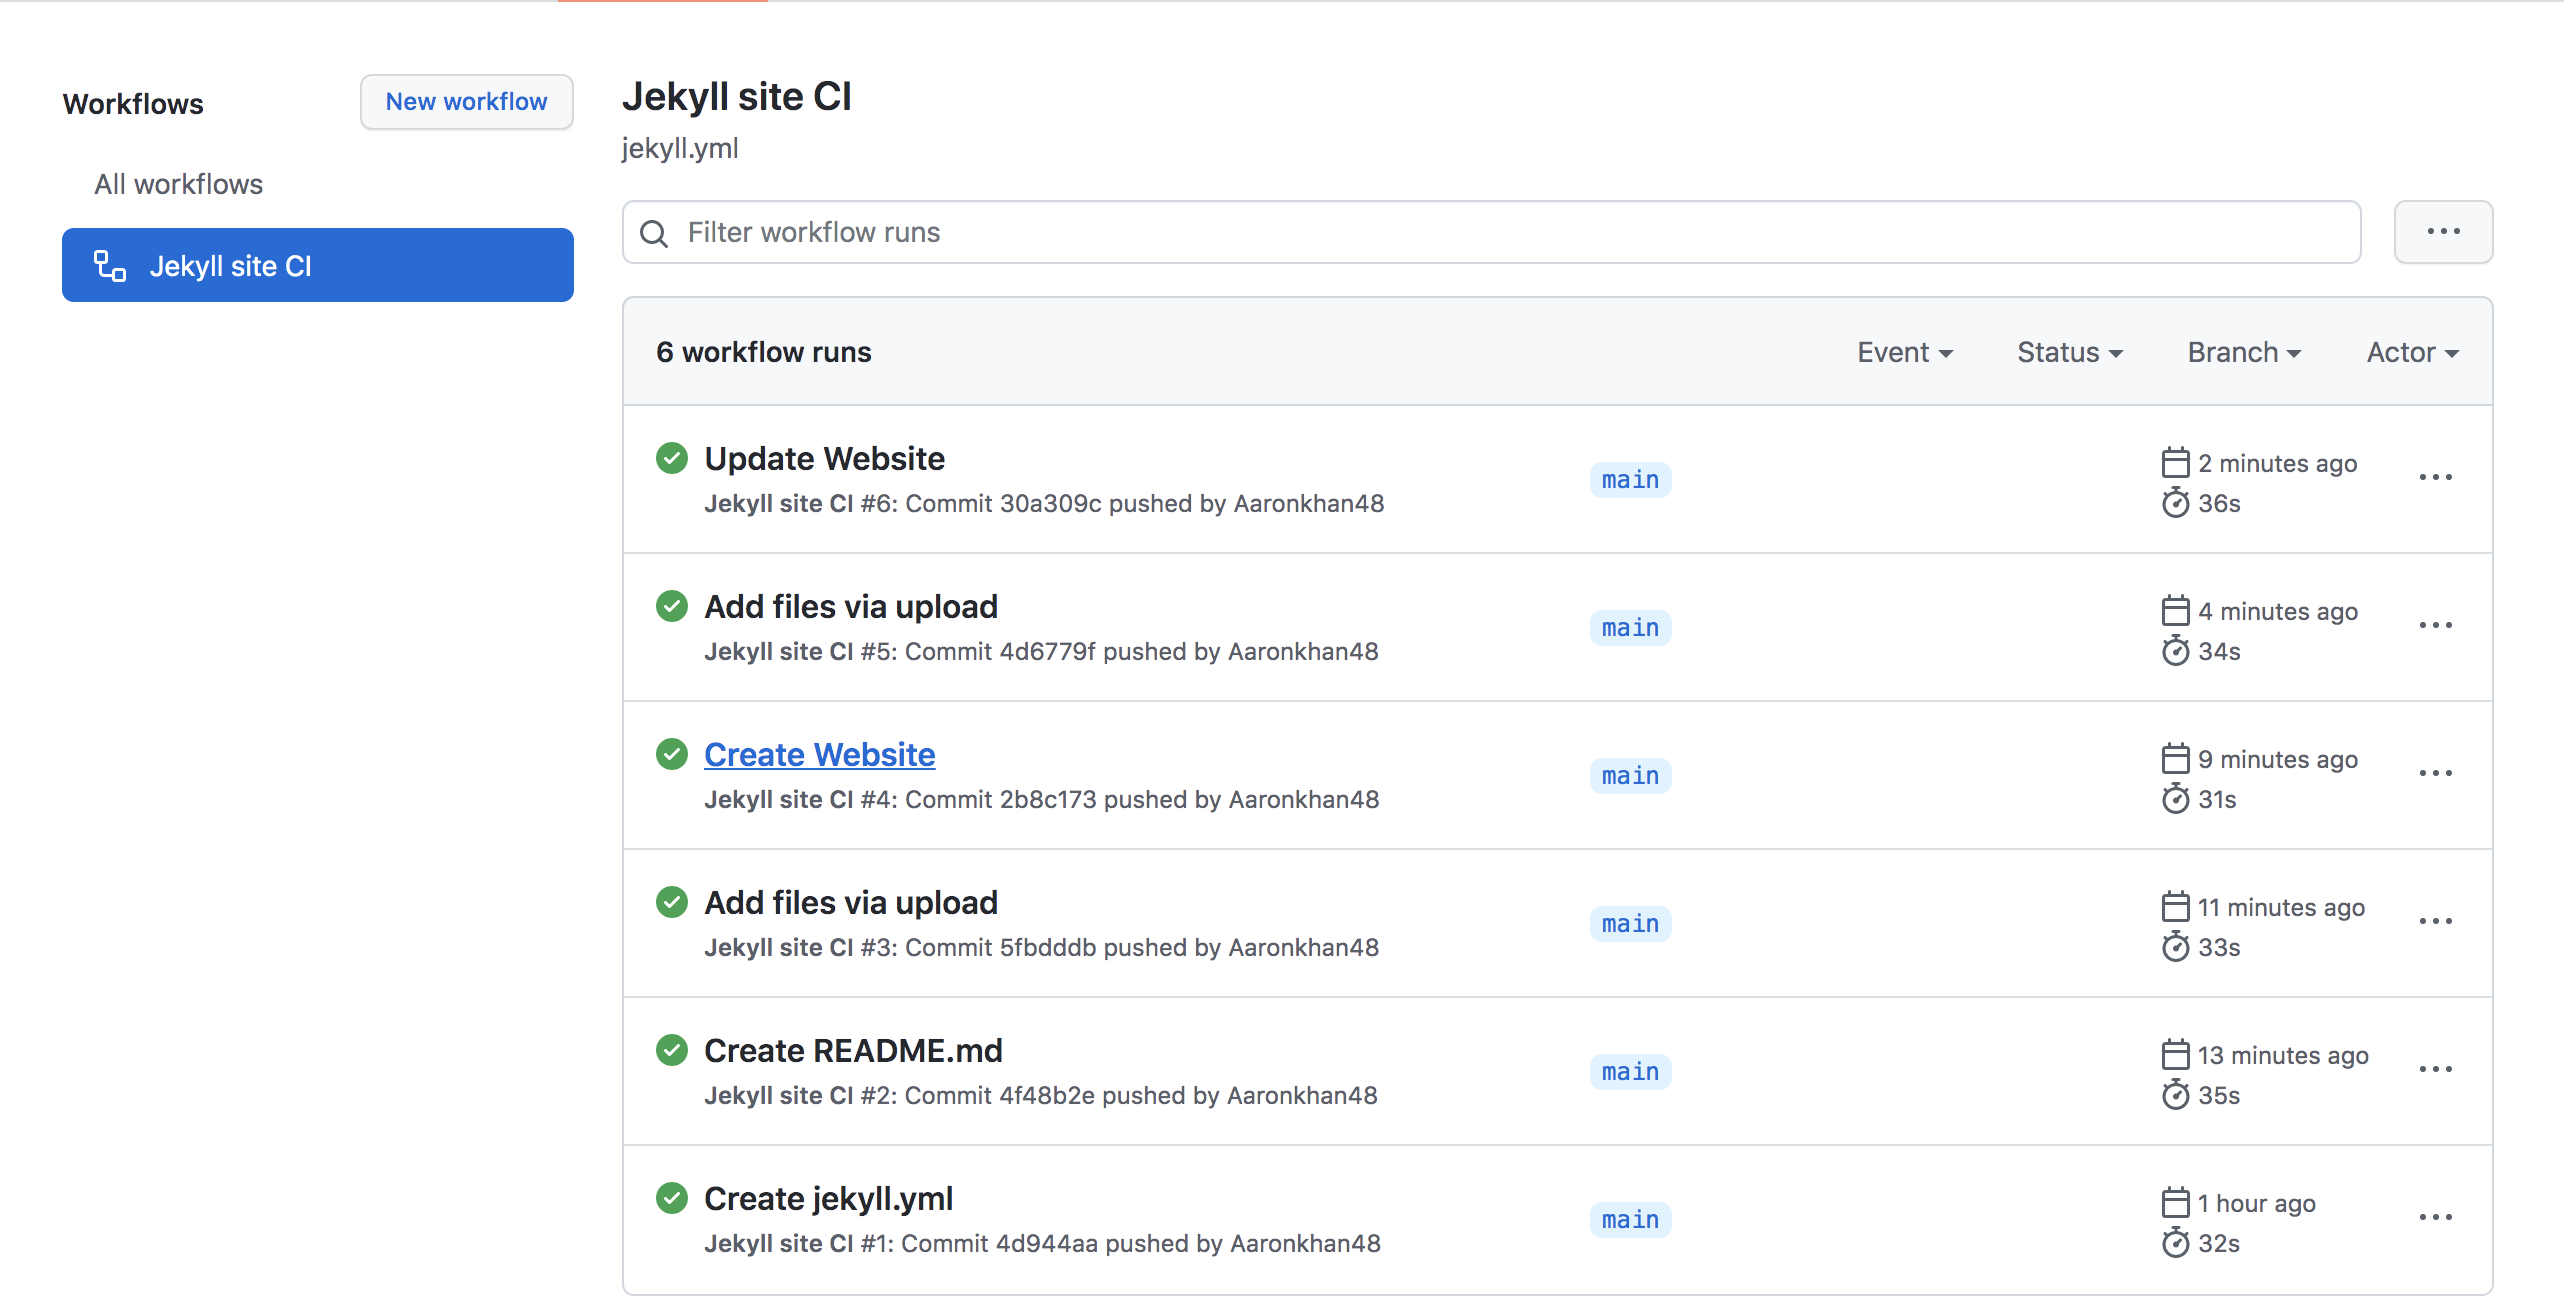 Workflows
New workflow
All workflows
Jekyll site CI
Jekyll site CI
jekyll.yml
Filter workflow runs
6 workflow runs
Event
Status
Branch
Actor
Update Website
Jekyll site CI #6: Commit 30a309c pushed by Aaronkhan48
main
2 minutes ago
36s
Add files via upload
Jekyll site CI #5: Commit 4d6779f pushed by Aaronkhan48
main
4 minutes ago
34s
Create Website
Jekyll site CI #4: Commit 2b8c173 pushed by Aaronkhan48
main
9 minutes ago
31s
Add files via upload
Jekyll site CI #3: Commit 5fbdddb pushed by Aaronkhan48
main
11 minutes ago
33s
Create README.md
Jekyll site CI #2: Commit 4f48b2e pushed by Aaronkhan48
main
13 minutes ago
35s
Create jekyll.yml
Jekyll site CI #1: Commit 4d944aa pushed by Aaronkhan48
main
1 hour ago
32s